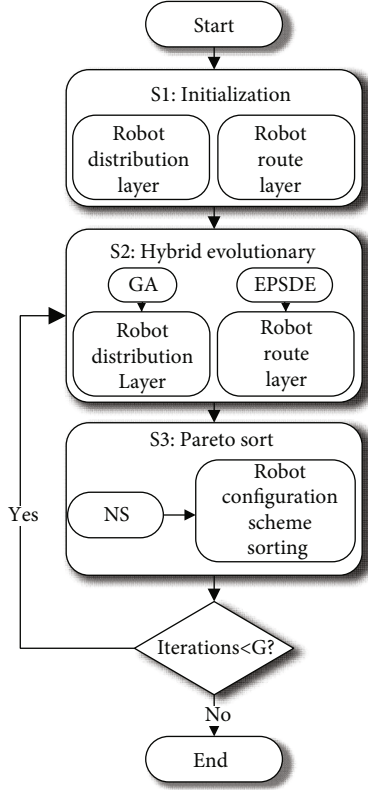 Start
S1: Initialization
Robot
distribution
layer
Robot
route
layer
S2: Hybrid evolutionary
GA
EPSDE
Robot
distribution
Layer
Robot
route
layer
S3: Pareto sort
NS
Robot
configuration
scheme
sorting
Yes
Iterations<G?
No
End